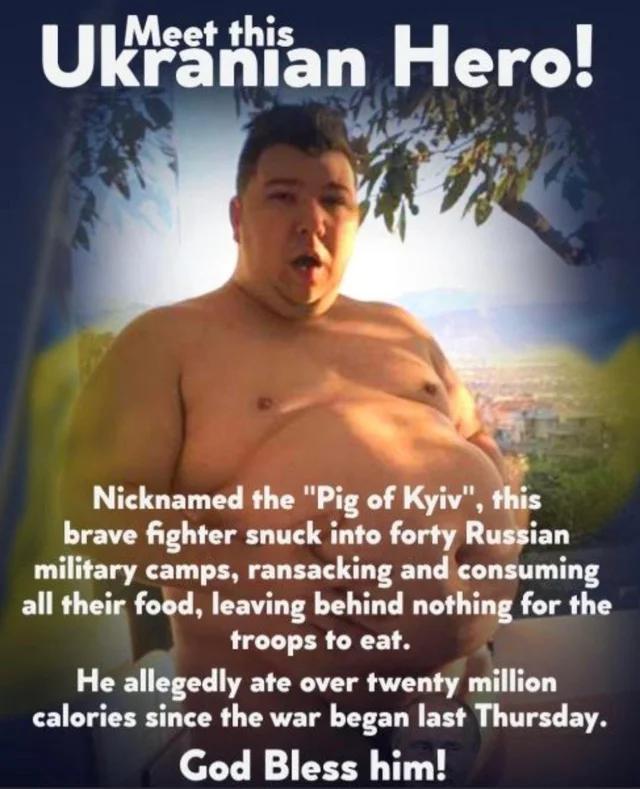 Meet this
Ukranian Hero!
Nicknamed the "Pig of Kyiv", this
brave fighter snuck into forty Russian
military camps, ransacking and consuming
all their food, leaving behind nothing for the
troops to eat.
He allegedly ate over twenty million
calories since the war began last Thursday.
God Bless him!